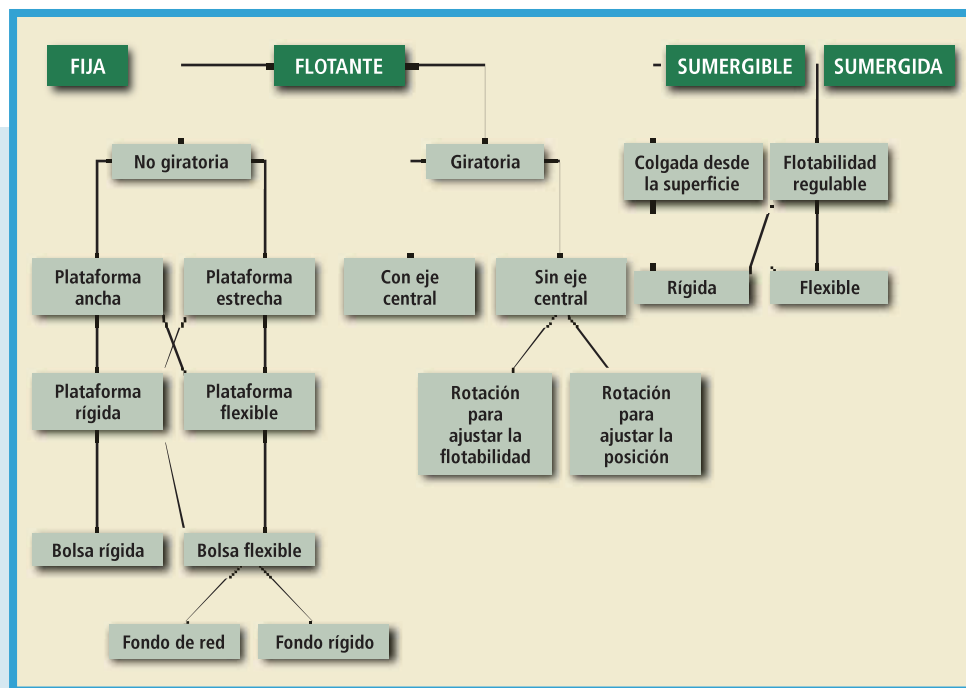 FIJA
FLOTANTE
SUMERGIBLE
SUMERGIDA
No giratoria
Giratoria
Colgada desde
la superficie
Flotabilidad
regulable
Plataforma
ancha
Plataforma
estrecha
Con eje
central
Sin eje
central
Rígida
Flexible
Plataforma
rígida
Plataforma
flexible
Rotación
para
ajustar la
flotabilidad
Rotación
para
ajustar la
posición
Bolsa rígida
Bolsa flexible
Fondo de red
Fondo rígido